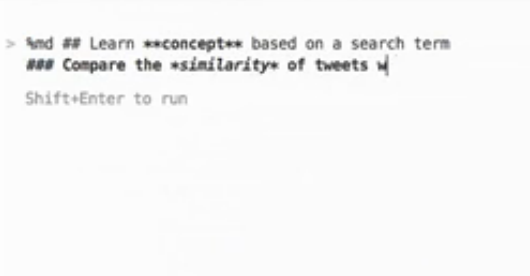 > %md ## Learn **concept** based on a search term
### Compare the *similarity* of tweets w
Shift+Enter to run